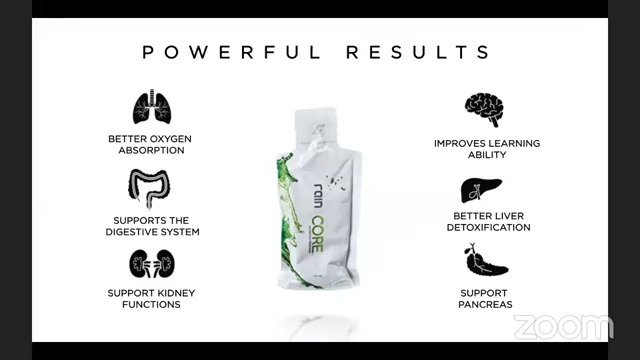 POWERFUL RESULTS
BETTER OXYGEN
ABSORPTION
SUPPORTS THE
DIGESTIVE SYSTEM
SUPPORT KIDNEY
FUNCTIONS
rain CORE
IMPROVES LEARNING
ABILITY
BETTER LIVER
DETOXIFICATION
SUPPORT
PANCREAS
zoom